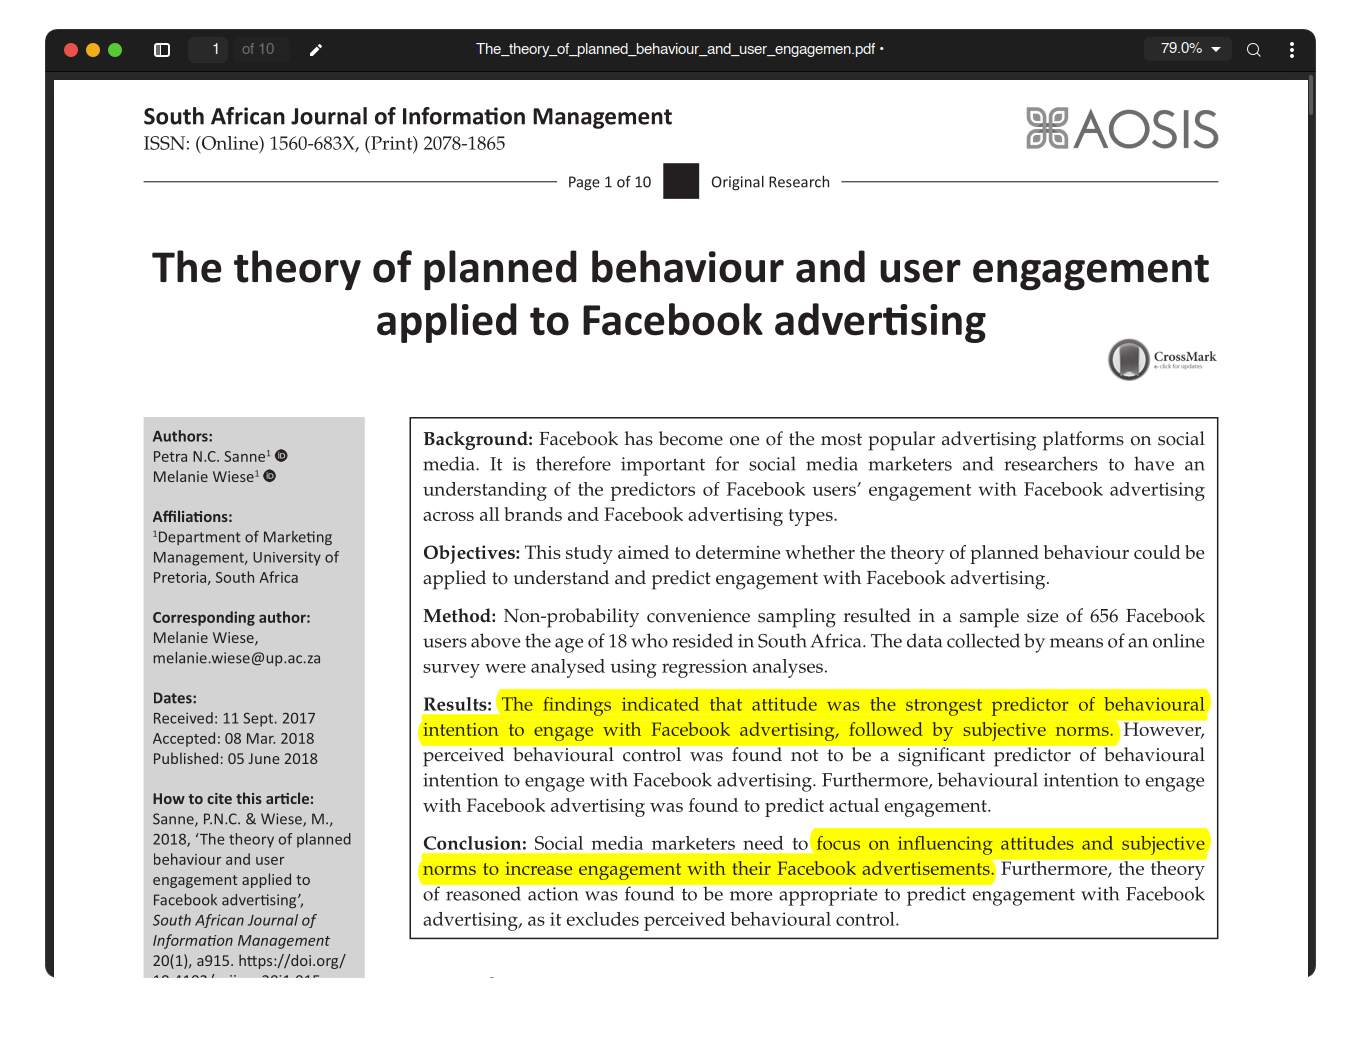 1 of 10
The_theory_of_planned_behaviour_and_user_engagemen.pdf •
79.0%
South African Journal of Information Management
ISSN: (Online) 1560-683X, (Print) 2078-1865
AOSIS
Page 1 of 10
Original Research
The theory of planned behaviour and user engagement
applied to Facebook advertising
CrossMark
click for updates
Authors:
Petra N.C. Sanne¹ iD
Melanie Wiese¹ iD
Affiliations:
¹Department of Marketing
Management, University of
Pretoria, South Africa
Corresponding author:
Melanie Wiese,
melanie.wiese@up.ac.za
Dates:
Received: 11 Sept. 2017
Accepted: 08 Mar. 2018
Published: 05 June 2018
How to cite this article:
Sanne, P.N.C. & Wiese, M.,
2018, ‘The theory of planned
behaviour and user
engagement applied to
Facebook advertising’,
South African Journal of
Information Management
20(1), a915. https://doi.org/
Background: Facebook has become one of the most popular advertising platforms on social
media. It is therefore important for social media marketers and researchers to have an
understanding of the predictors of Facebook users’ engagement with Facebook advertising
across all brands and Facebook advertising types.
Objectives: This study aimed to determine whether the theory of planned behaviour could be
applied to understand and predict engagement with Facebook advertising.
Method: Non-probability convenience sampling resulted in a sample size of 656 Facebook
users above the age of 18 who resided in South Africa. The data collected by means of an online
survey were analysed using regression analyses.
Results: The findings indicated that attitude was the strongest predictor of behavioural
intention to engage with Facebook advertising, followed by subjective norms. However,
perceived behavioural control was found not to be a significant predictor of behavioural
intention to engage with Facebook advertising. Furthermore, behavioural intention to engage
with Facebook advertising was found to predict actual engagement.
Conclusion: Social media marketers need to focus on influencing attitudes and subjective
norms to increase engagement with their Facebook advertisements. Furthermore, the theory
of reasoned action was found to be more appropriate to predict engagement with Facebook
advertising, as it excludes perceived behavioural control.